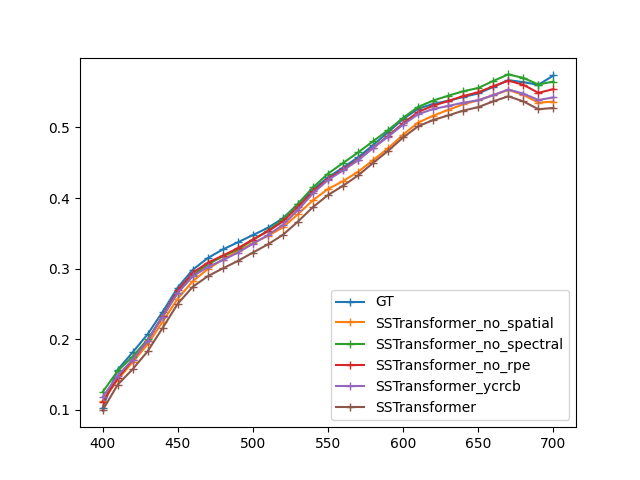 0.5
0.4
0.3
0.2
0.1
400 450 500 550 600 650 700
GT
SSTransformer_no_spatial
SSTransformer_no_spectral
SSTransformer_no_rpe
SSTransformer_ycrcb
SSTransformer